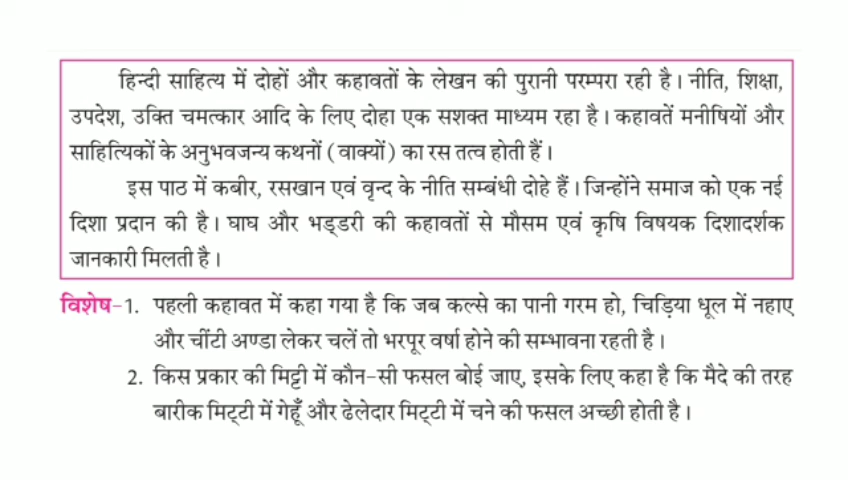 हिन्दी साहित्य में दोहों और कहावतों के लेखन की पुरानी परम्परा रही है। नीति, शिक्षा,
उपदेश, उक्ति चमत्कार आदि के लिए दोहा एक सशक्त माध्यम रहा है। कहावतें मनीषियों और
साहित्यिकों के अनुभवजन्य कथनों (वाक्यों) का रस तत्व होती हैं।
इस पाठ में कबीर, रसखान एवं वृन्द के नीति सम्बंधी दोहे हैं। जिन्होंने समाज को एक नई
दिशा प्रदान की है। घाघ और भड्डरी की कहावतों से मौसम एवं कृषि विषयक दिशादर्शक
जानकारी मिलती है।
विशेष-1. पहली कहावत में कहा गया है कि जब कल्से का पानी गरम हो, चिड़िया धूल में नहाए
और चींटी अण्डा लेकर चलें तो भरपूर वर्षा होने की सम्भावना रहती है।
2. किस प्रकार की मिट्टी में कौन-सी फसल बोई जाए, इसके लिए कहा है कि मैदे की तरह
बारीक मिट्टी में गेहूँ और ढेलेदार मिट्टी में चने की फसल अच्छी होती है।